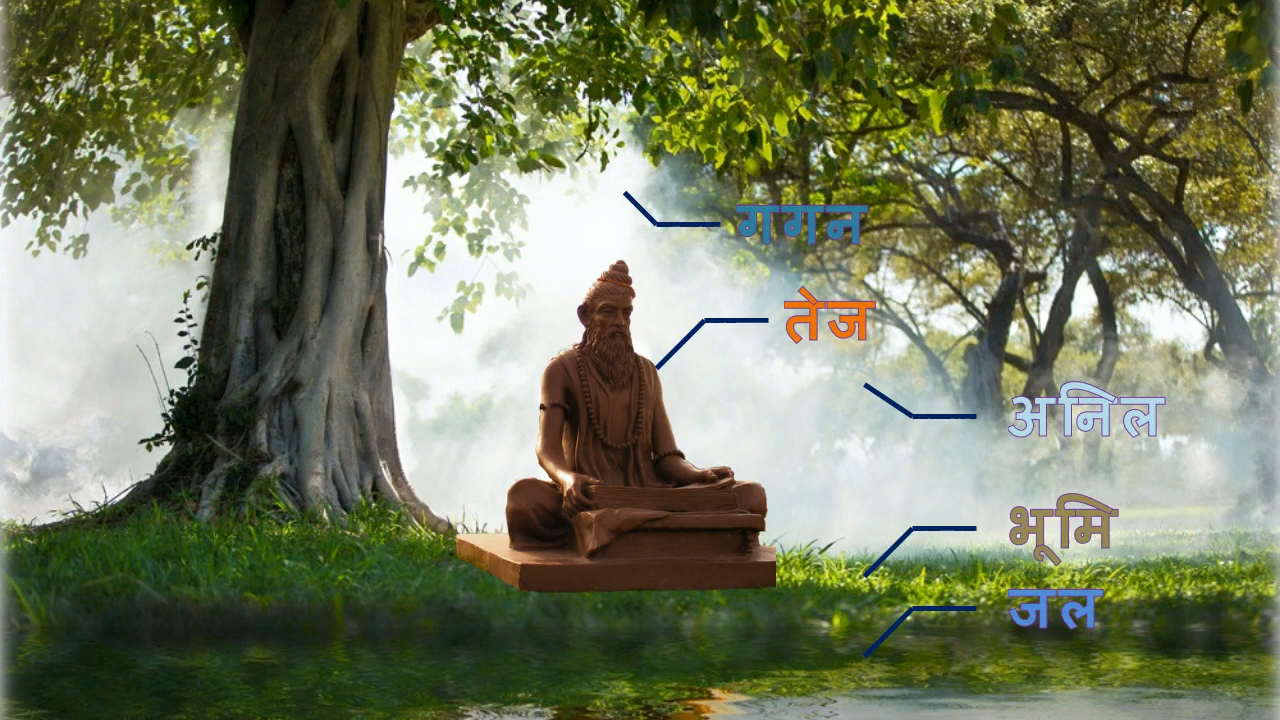 गगन
तेज
अनिल
भूमि
जल